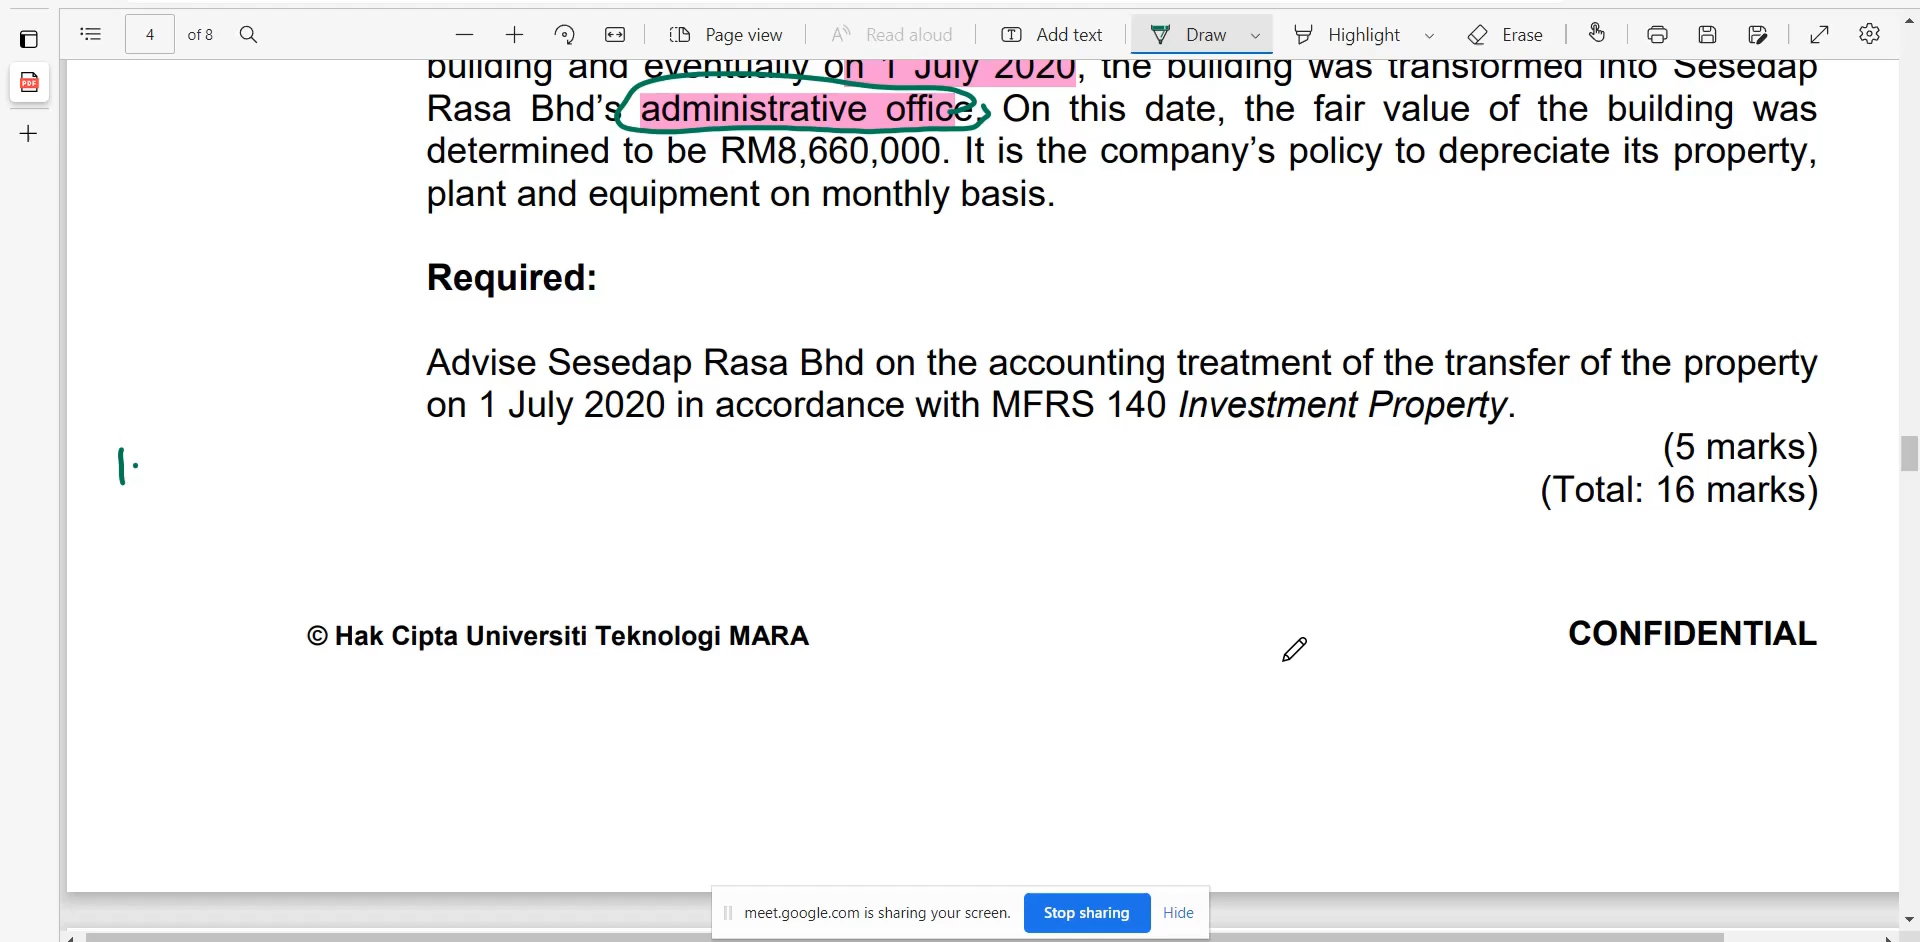 4 of 8 Page view Read aloud Add text Draw Highlight Erase
building and eventually on 1 July 2020, the building was transformed into Sesedap
Rasa Bhd’s administrative office. On this date, the fair value of the building was
determined to be RM8,660,000. It is the company’s policy to depreciate its property,
plant and equipment on monthly basis.
Required:
Advise Sesedap Rasa Bhd on the accounting treatment of the transfer of the property
on 1 July 2020 in accordance with MFRS 140 Investment Property.
(5 marks)
1.
(Total: 16 marks)
© Hak Cipta Universiti Teknologi MARA CONFIDENTIAL
meet.google.com is sharing your screen. Stop sharing Hide